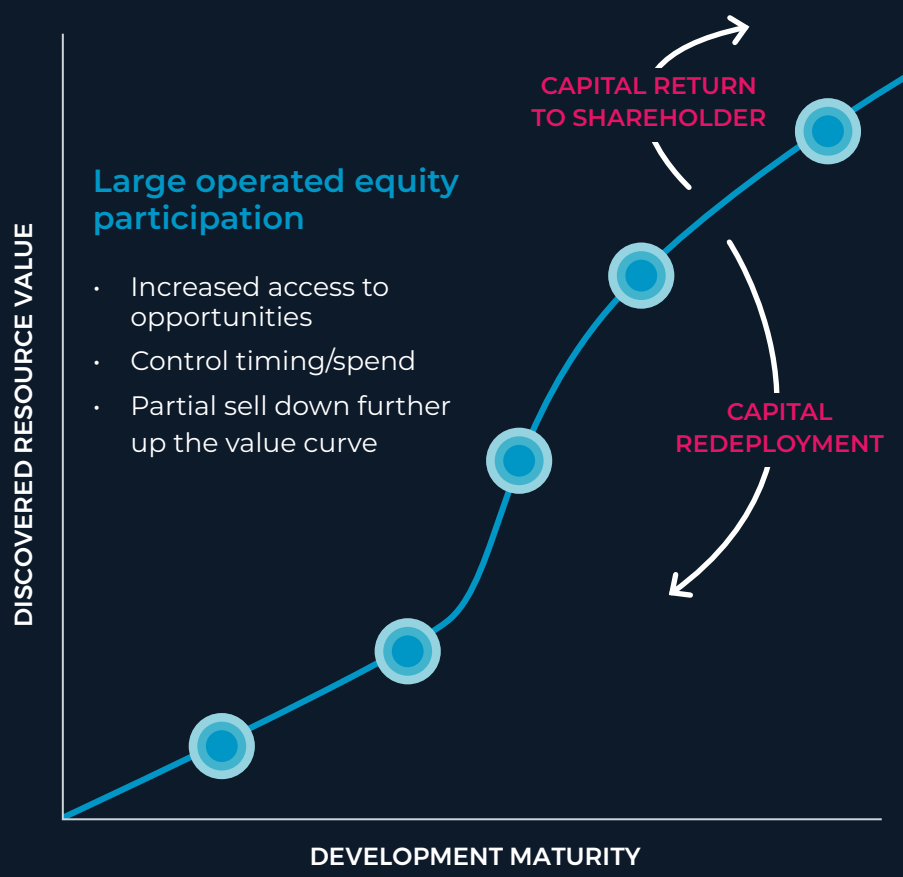 CAPITAL RETURN
TO SHAREHOLDER
Large operated equity
participation
• Increased access to
opportunities
• Control timing/spend
• Partial sell down further
up the value curve
CAPITAL
REDEPLOYMENT
DISCOVERED RESOURCE VALUE
DEVELOPMENT MATURITY